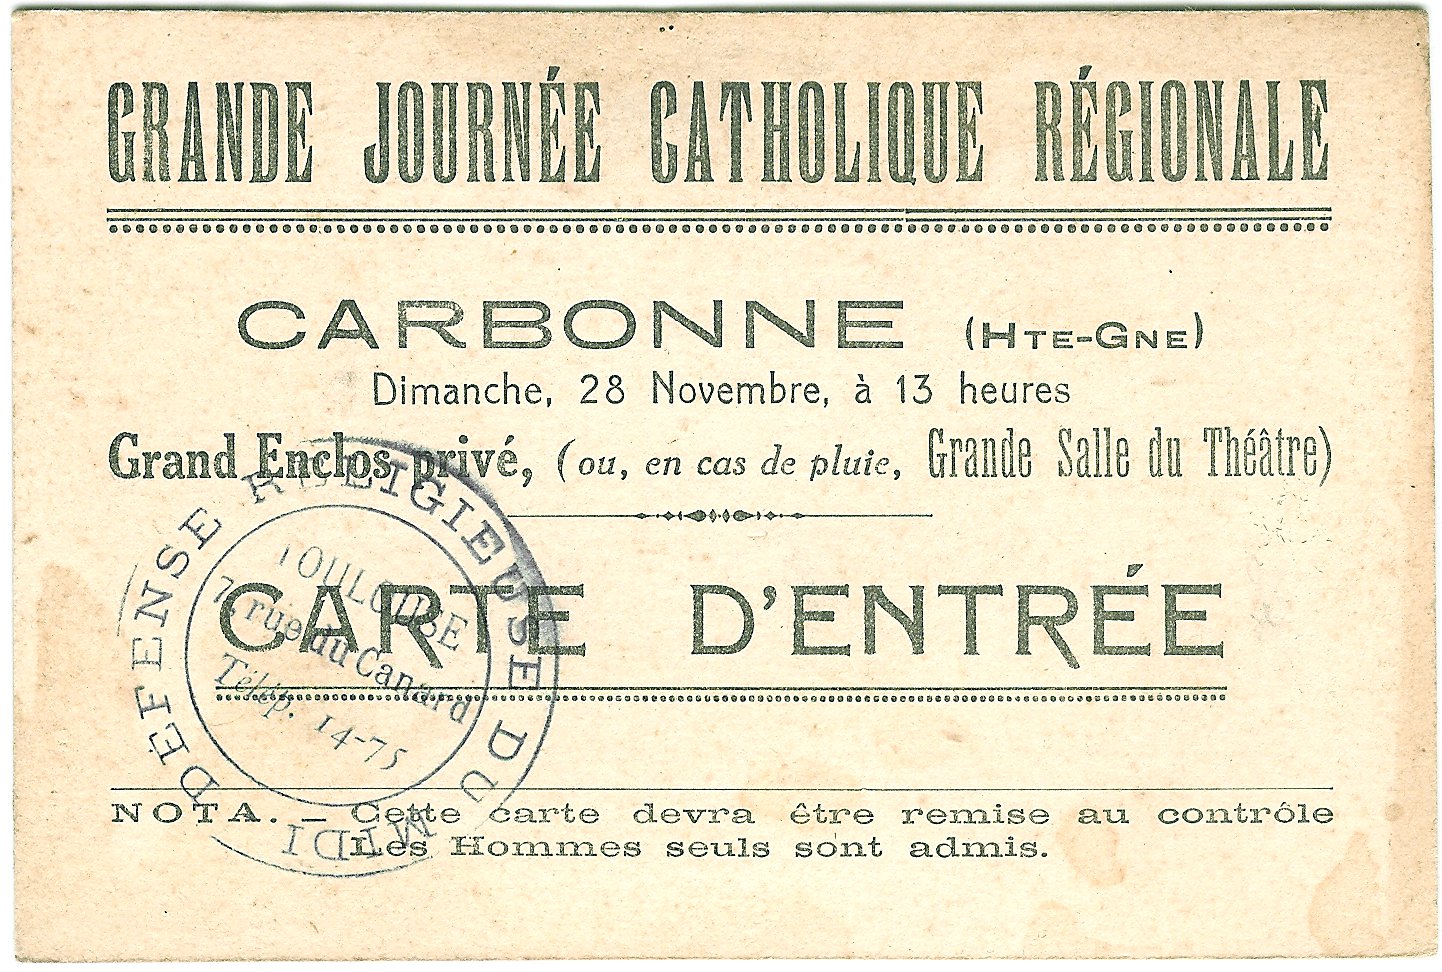 GRANDE JOURNÉE CATHOLIQUE RÉGIONALE
CARBONNE (HTE-GNE)
Dimanche, 28 Novembre, à 13 heures
Grand Enclos privé, (ou, en cas de pluie, Grande Salle du Théâtre)
CARTE D'ENTRÉE
NOTA. — Cette carte devra être remise au contrôle
Les Hommes seuls sont admis.
DÉFENSE RELIGIEUSE DU MIDI
TOULOUSE
7, rue du Canard
Télép. 14-75